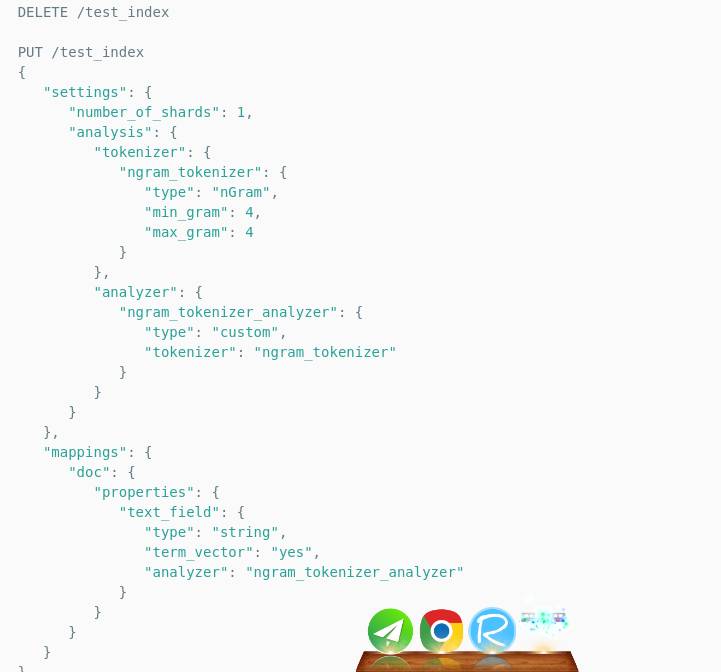 DELETE /test_index
PUT /test_index
{
"settings": {
"number_of_shards": 1,
"analysis": {
"tokenizer": {
"ngram_tokenizer": {
"type": "nGram",
"min_gram": 4,
"max_gram": 4
}
},
"analyzer": {
"ngram_tokenizer_analyzer": {
"type": "custom",
"tokenizer": "ngram_tokenizer"
}
}
}
},
"mappings": {
"doc": {
"properties": {
"text_field": {
"type": "string",
"term_vector": "yes",
"analyzer": "ngram_tokenizer_analyzer"
}
}
}
}
}